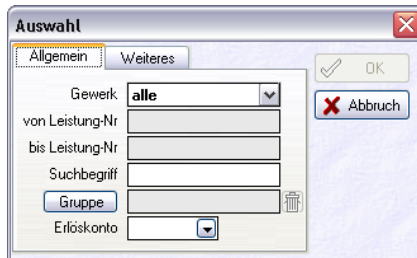 Auswahl
Allgemein Weiteres
Gewerk alle
von Leistung-Nr
bis Leistung-Nr
Suchbegriff
Gruppe
Erlöskonto
OK
Abbruch